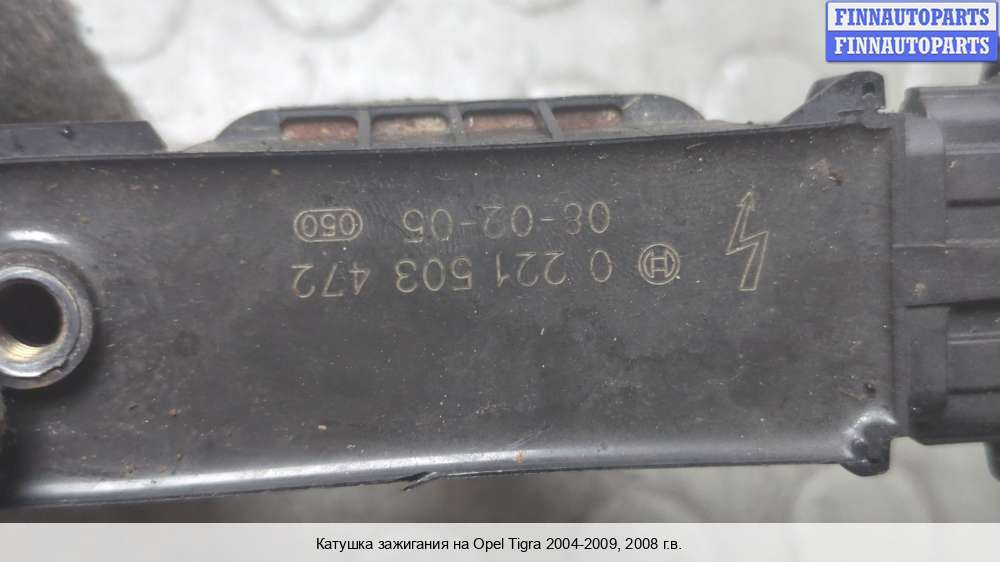 FINNAUTOPARTS
FINNAUTOPARTS
0 221 503 472
08-02-05 050
Катушка зажигания на Opel Tigra 2004-2009, 2008 г.в.